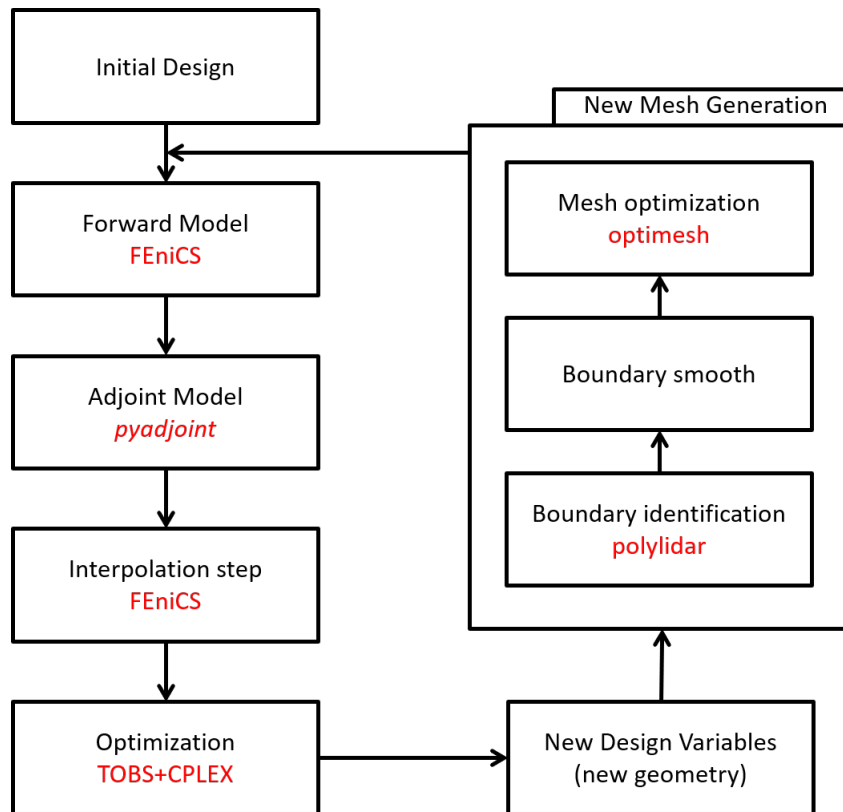 Initial Design
Forward Model
FEniCS
Adjoint Model
pyadjoint
Interpolation step
FEniCS
Optimization
TOBS+CPLEX
New Design Variables
(new geometry)
New Mesh Generation
Mesh optimization
optimesh
Boundary smooth
Boundary identification
polylidar